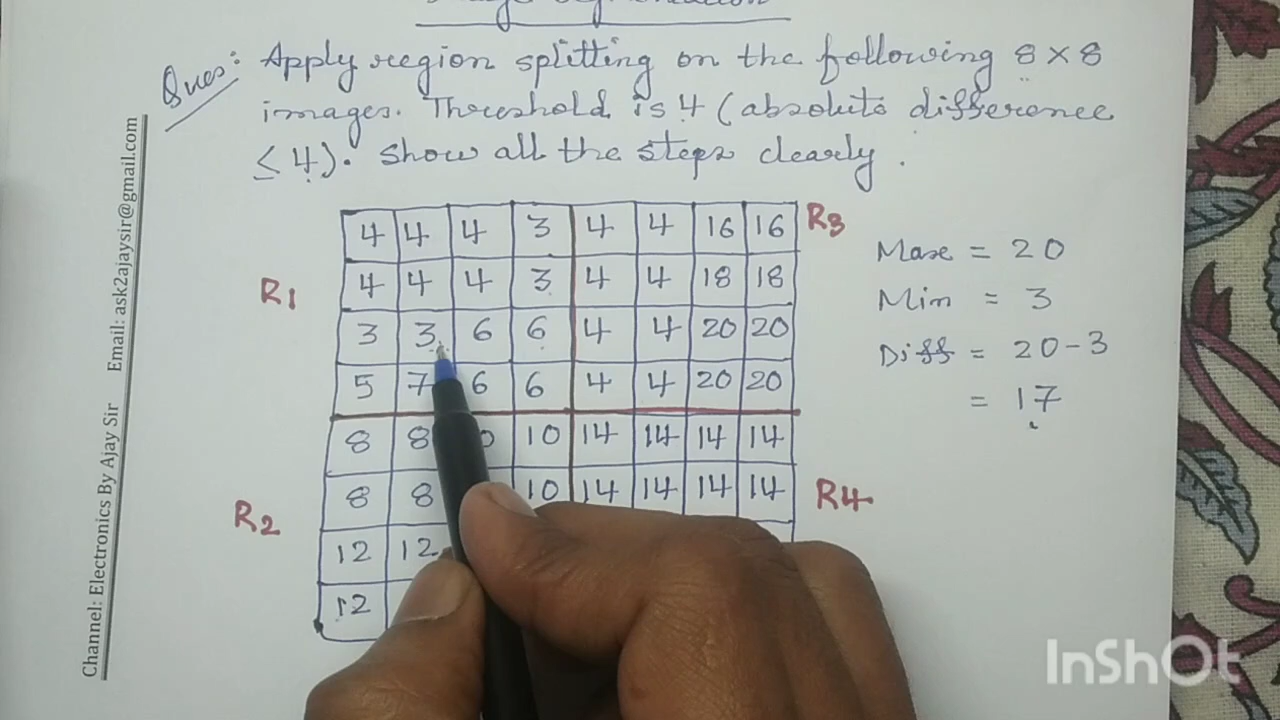 Ques: Apply region splitting on the following 8 × 8
images. Threshold is 4 (absolute difference
≤ 4). Show all the steps clearly.
4 4 4 3 4 4 16 16 R3
4 4 4 3 4 4 18 18
R1
3 3 6 6 4 4 20 20
5 7 6 6 4 4 20 20
8 8 10 14 14 14 14
8 8 10 14 14 14 14 R4
R2
12 12
12
Max = 20
Min = 3
Diff = 20-3
= 17
Channel: Electronics By Ajay Sir Email: ask2ajaysir@gmail.com
InShOt